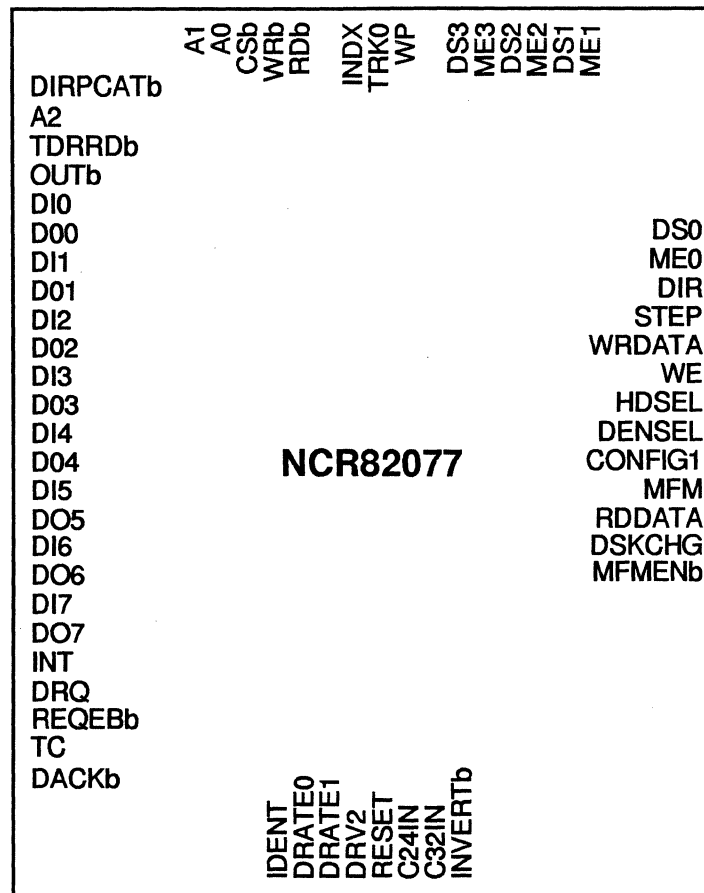 A1
A0
CSb
WRb
RDb
INDX
TRK0
WP
DS3
ME3
DS2
ME2
DS1
ME1
DIRPCATb
A2
TDRRDb
OUTb
DI0
D00
DI1
D01
DI2
D02
DI3
D03
DI4
D04
DI5
DO5
DI6
DO6
DI7
DO7
INT
DRQ
REQEBb
TC
DACKb
NCR82077
DS0
ME0
DIR
STEP
WRDATA
WE
HDSEL
DENSEL
CONFIG1
MFM
RDDATA
DSKCHG
MFMENb
IDENT
DRATE0
DRATE1
DRV2
RESET
C24IN
C32IN
INVERTb